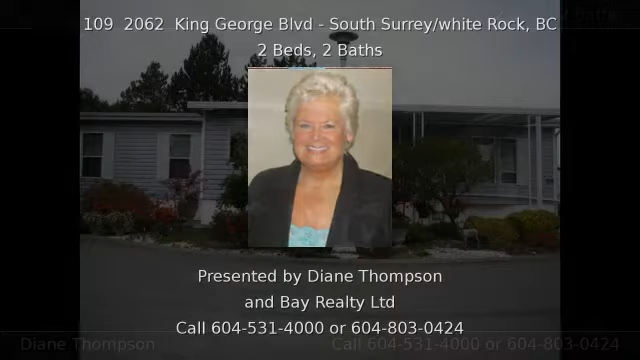 109 2062 King George Blvd - South Surrey/white Rock, BC
2 Beds, 2 Baths
Presented by Diane Thompson
and Bay Realty Ltd
Call 604-531-4000 or 604-803-0424
Diane Thompson
Call 604-531-4000 or 604-803-0424